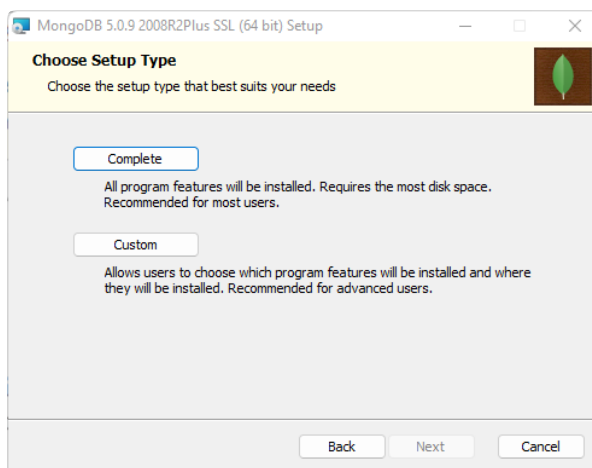 MongoDB 5.0.9 2008R2Plus SSL (64 bit) Setup
Choose Setup Type
Choose the setup type that best suits your needs
Complete
All program features will be installed. Requires the most disk space.
Recommended for most users.
Custom
Allows users to choose which program features will be installed and where
they will be installed. Recommended for advanced users.
Back Next Cancel